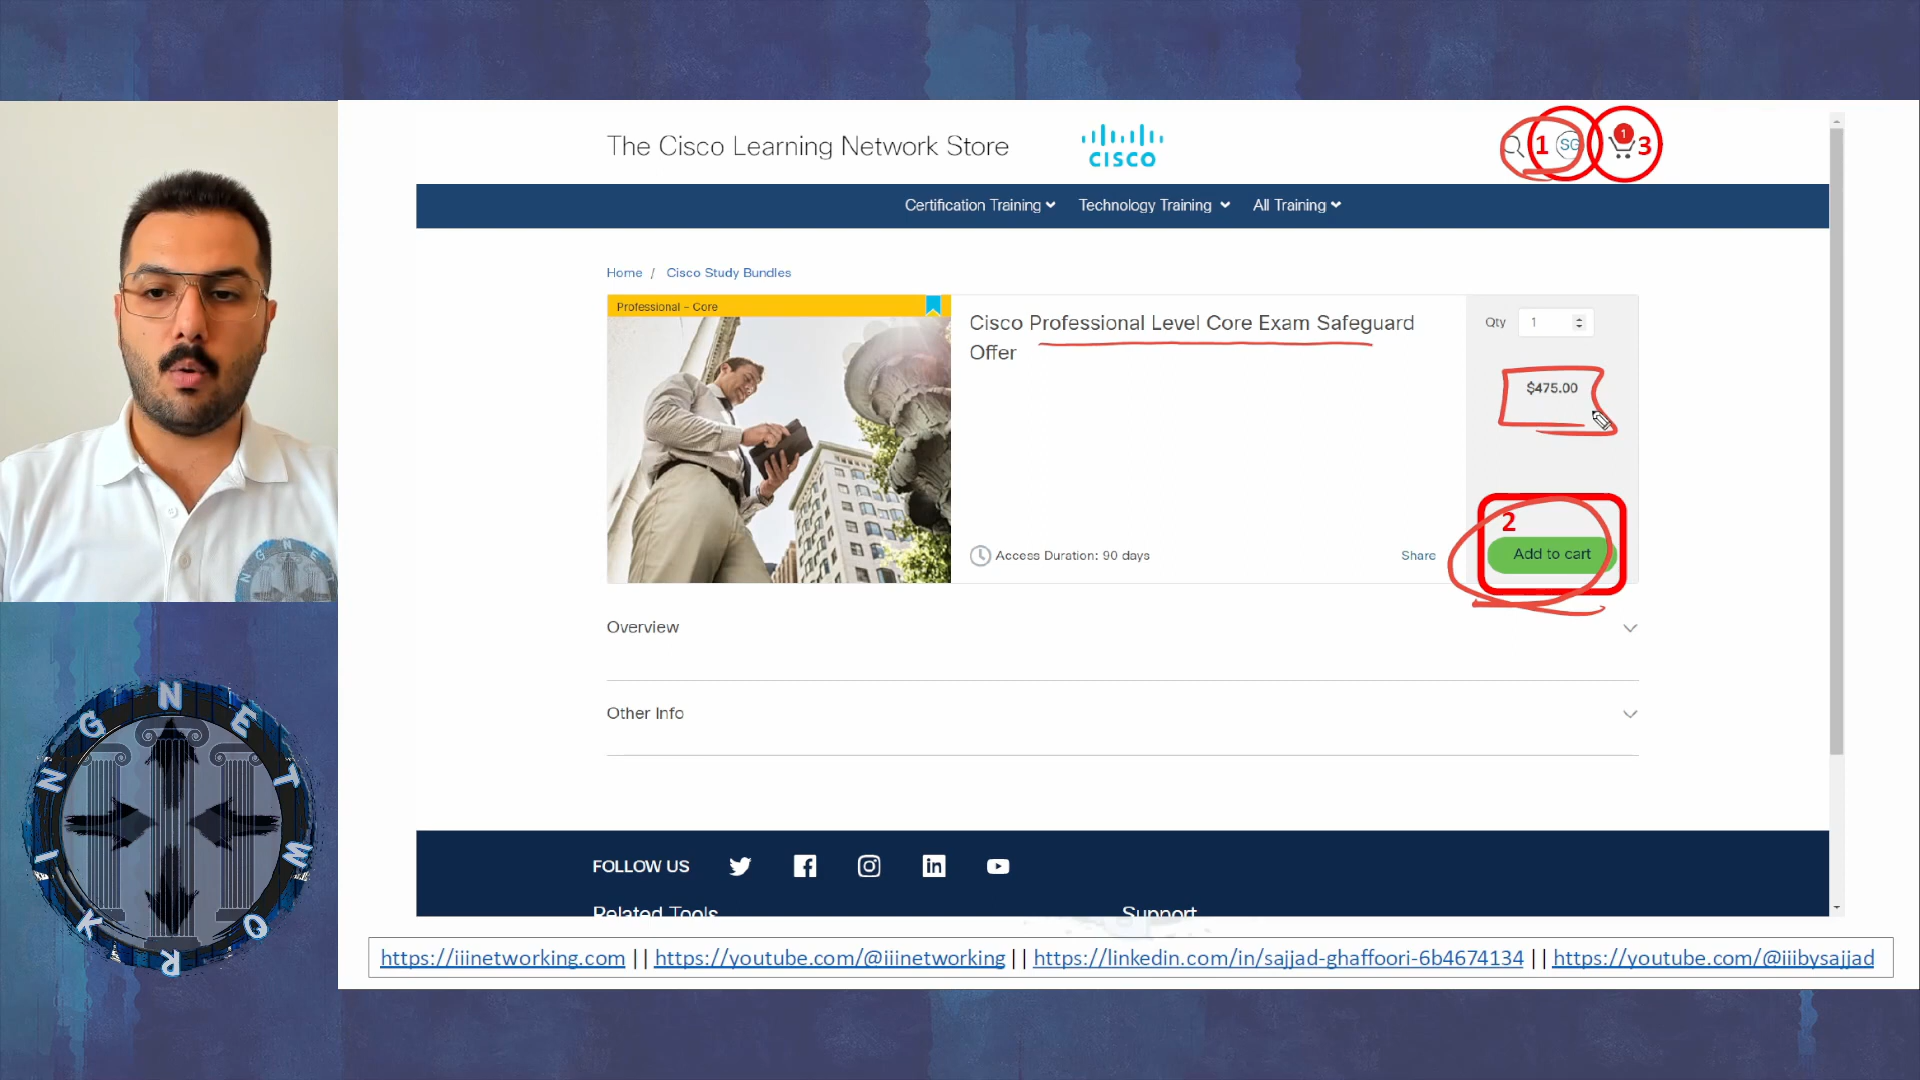 The Cisco Learning Network Store
CISCO
1
SG
1
3
Certification Training
Technology Training
All Training
Home / Cisco Study Bundles
Professional – Core
Cisco Professional Level Core Exam Safeguard
Offer
Qty 1
$475.00
2
Add to cart
Access Duration: 90 days
Share
Overview
Other Info
FOLLOW US
Related Tools
Support
https://iiinetworking.com || https://youtube.com/@iiinetworking || https://linkedin.com/in/sajjad-ghaffoori-6b4674134 || https://youtube.com/@iiibysajjad
NETWORKING